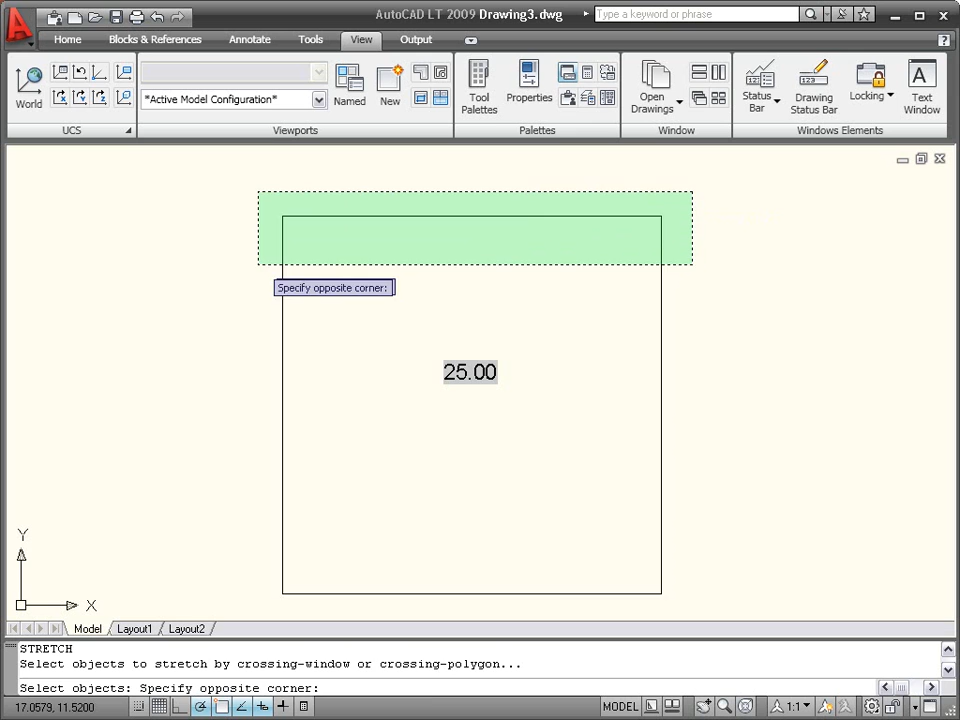 AutoCAD LT 2009 Drawing3.dwg
Type a keyword or phrase
Home
Blocks & References
Annotate
Tools
View
Output
World
*Active Model Configuration*
Named
New
Tool
Palettes
Properties
Open
Drawings
Status
Bar
Drawing
Status Bar
Locking
Text
Window
UCS
Viewports
Palettes
Window
Windows Elements
Specify opposite corner:
25.00
Y
X
Model
Layout1
Layout2
STRETCH
Select objects to stretch by crossing-window or crossing-polygon...
Select objects: Specify opposite corner:
17.0579, 11.5200
MODEL
1:1